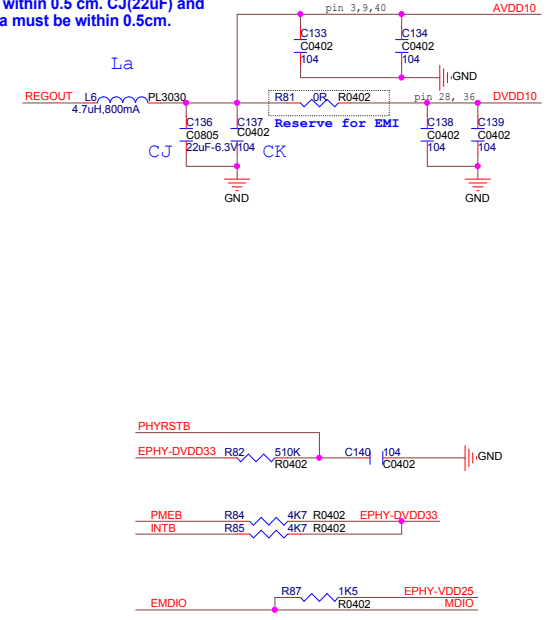 within 0.5 cm. CJ(22uF) and
a must be within 0.5cm.
pin 3,9,40 AVDD10
C133 C134
C0402 C0402
104 104
La
GND
REGOUT L6 PL3030 R81 0R R0402 pin 28, 36 DVDD10
4.7uH,800mA
Reserve for EMI
C136 C137 C138 C139
C0805 C0402 C0402 C0402
CJ 22uF-6.3V 104 CK 104 104
GND GND
PHYRSTB
EPHY-DVDD33 R82 510K C140 104 GND
R0402 C0402
PMEB R84 4K7 R0402 EPHY-DVDD33
INTB R85 4K7 R0402
R87 1K5 EPHY-VDD25
EMDIO R0402 MDIO